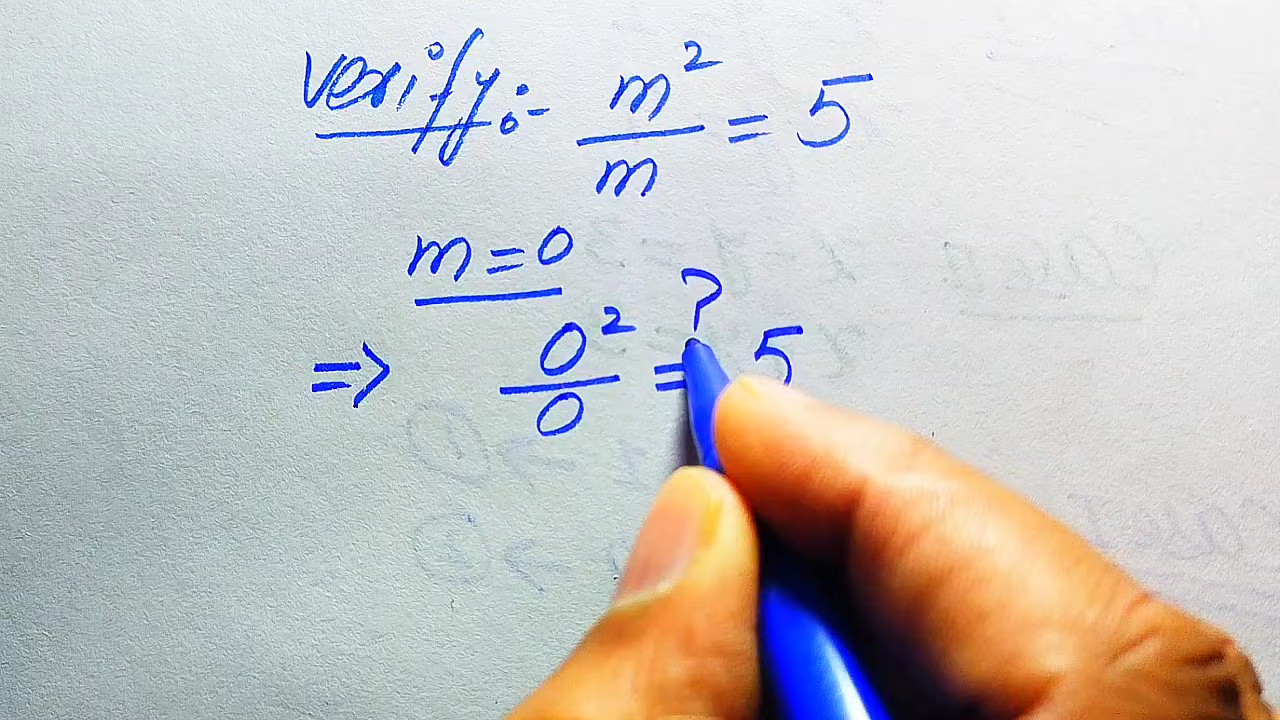 verify:- m²/m = 5
m=0
⇒ 0²/0 =? 5